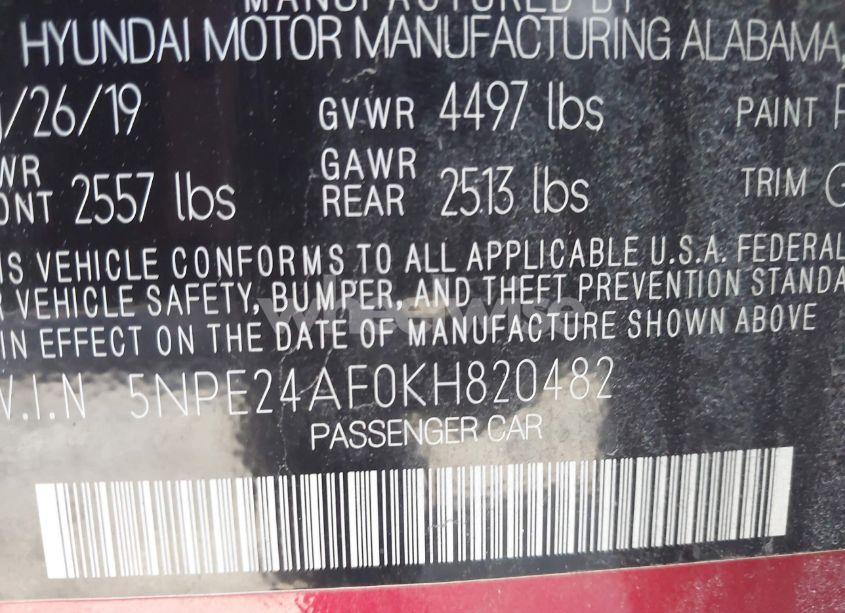 MANUFACTURED BY
HYUNDAI MOTOR MANUFACTURING ALABAMA,
/26/19 GVWR 4497 lbs PAINT
WR ONT 2557 lbs GAWR REAR 2513 lbs TRIM
IS VEHICLE CONFORMS TO ALL APPLICABLE U.S.A. FEDERAL
R VEHICLE SAFETY, BUMPER, AND THEFT PREVENTION STANDA
IN EFFECT ON THE DATE OF MANUFACTURE SHOWN ABOVE
V.I.N 5NPE24AF0KH820482
PASSENGER CAR